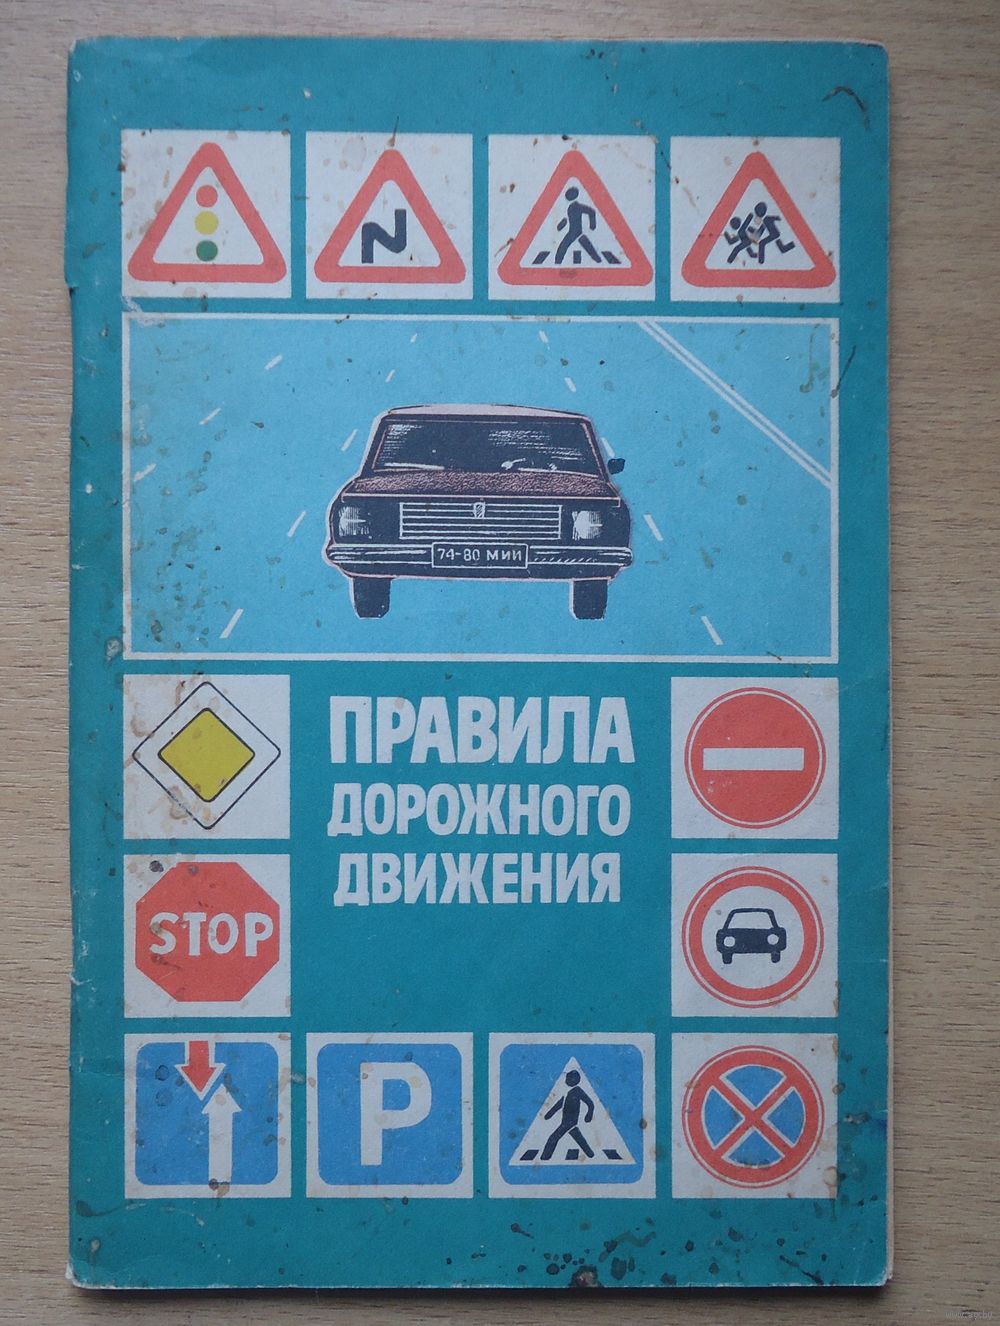 74-80 МИИ
ПРАВИЛА
ДОРОЖНОГО
ДВИЖЕНИЯ
STOP
P